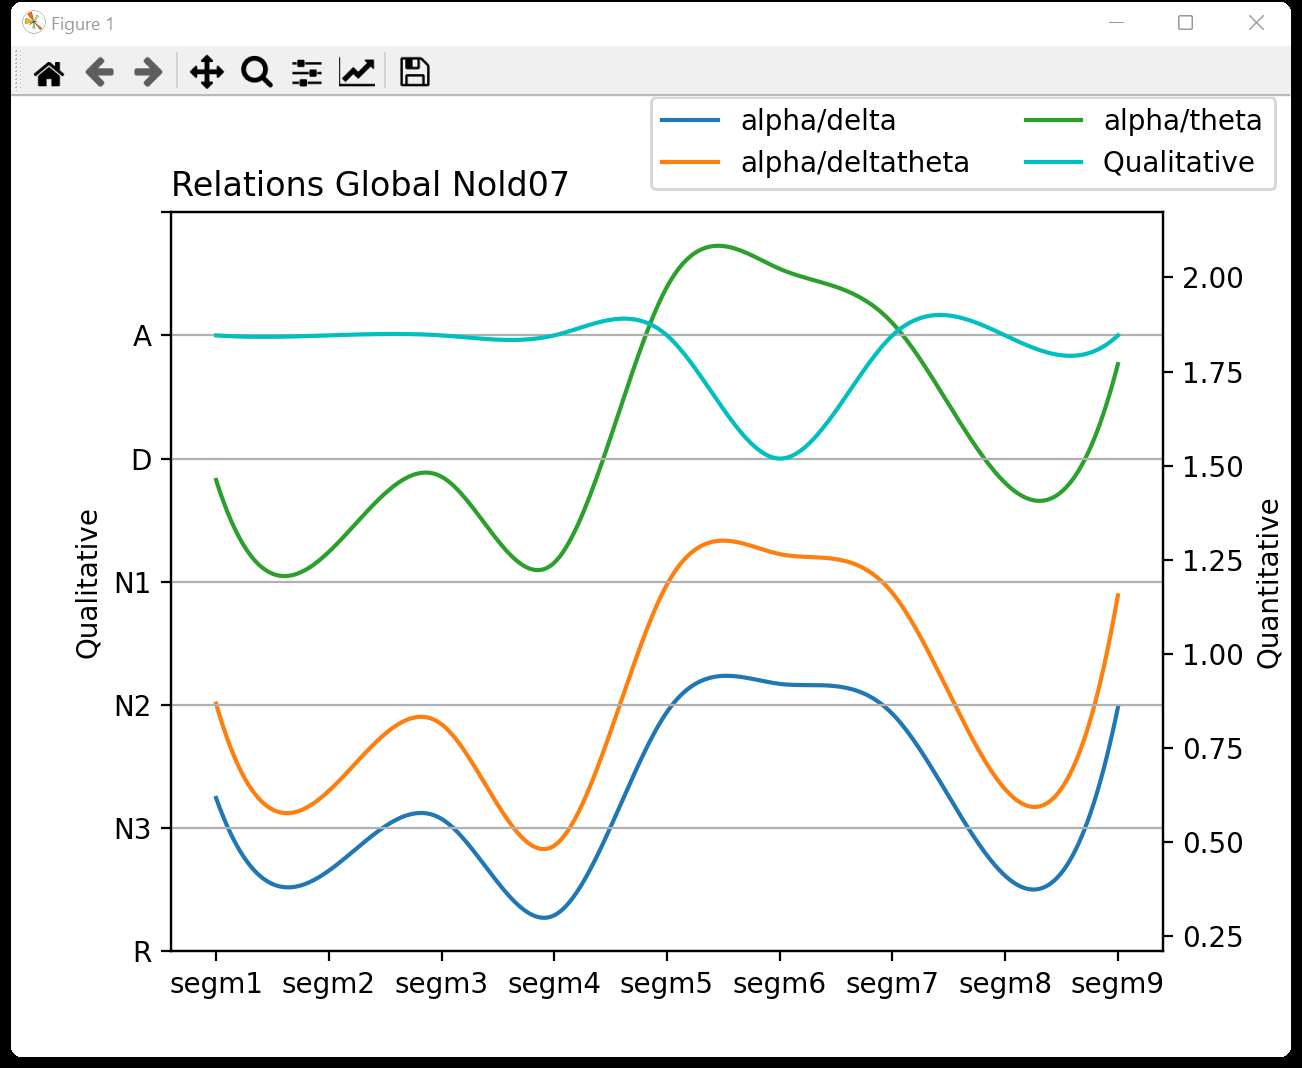 Figure 1
alpha/delta
alpha/theta
alpha/deltatheta
Qualitative
Relations Global Nold07
A
D
N1
N2
N3
R
Qualitative
2.00
1.75
1.50
1.25
1.00
0.75
0.50
0.25
Quantitative
segm1 segm2 segm3 segm4 segm5 segm6 segm7 segm8 segm9